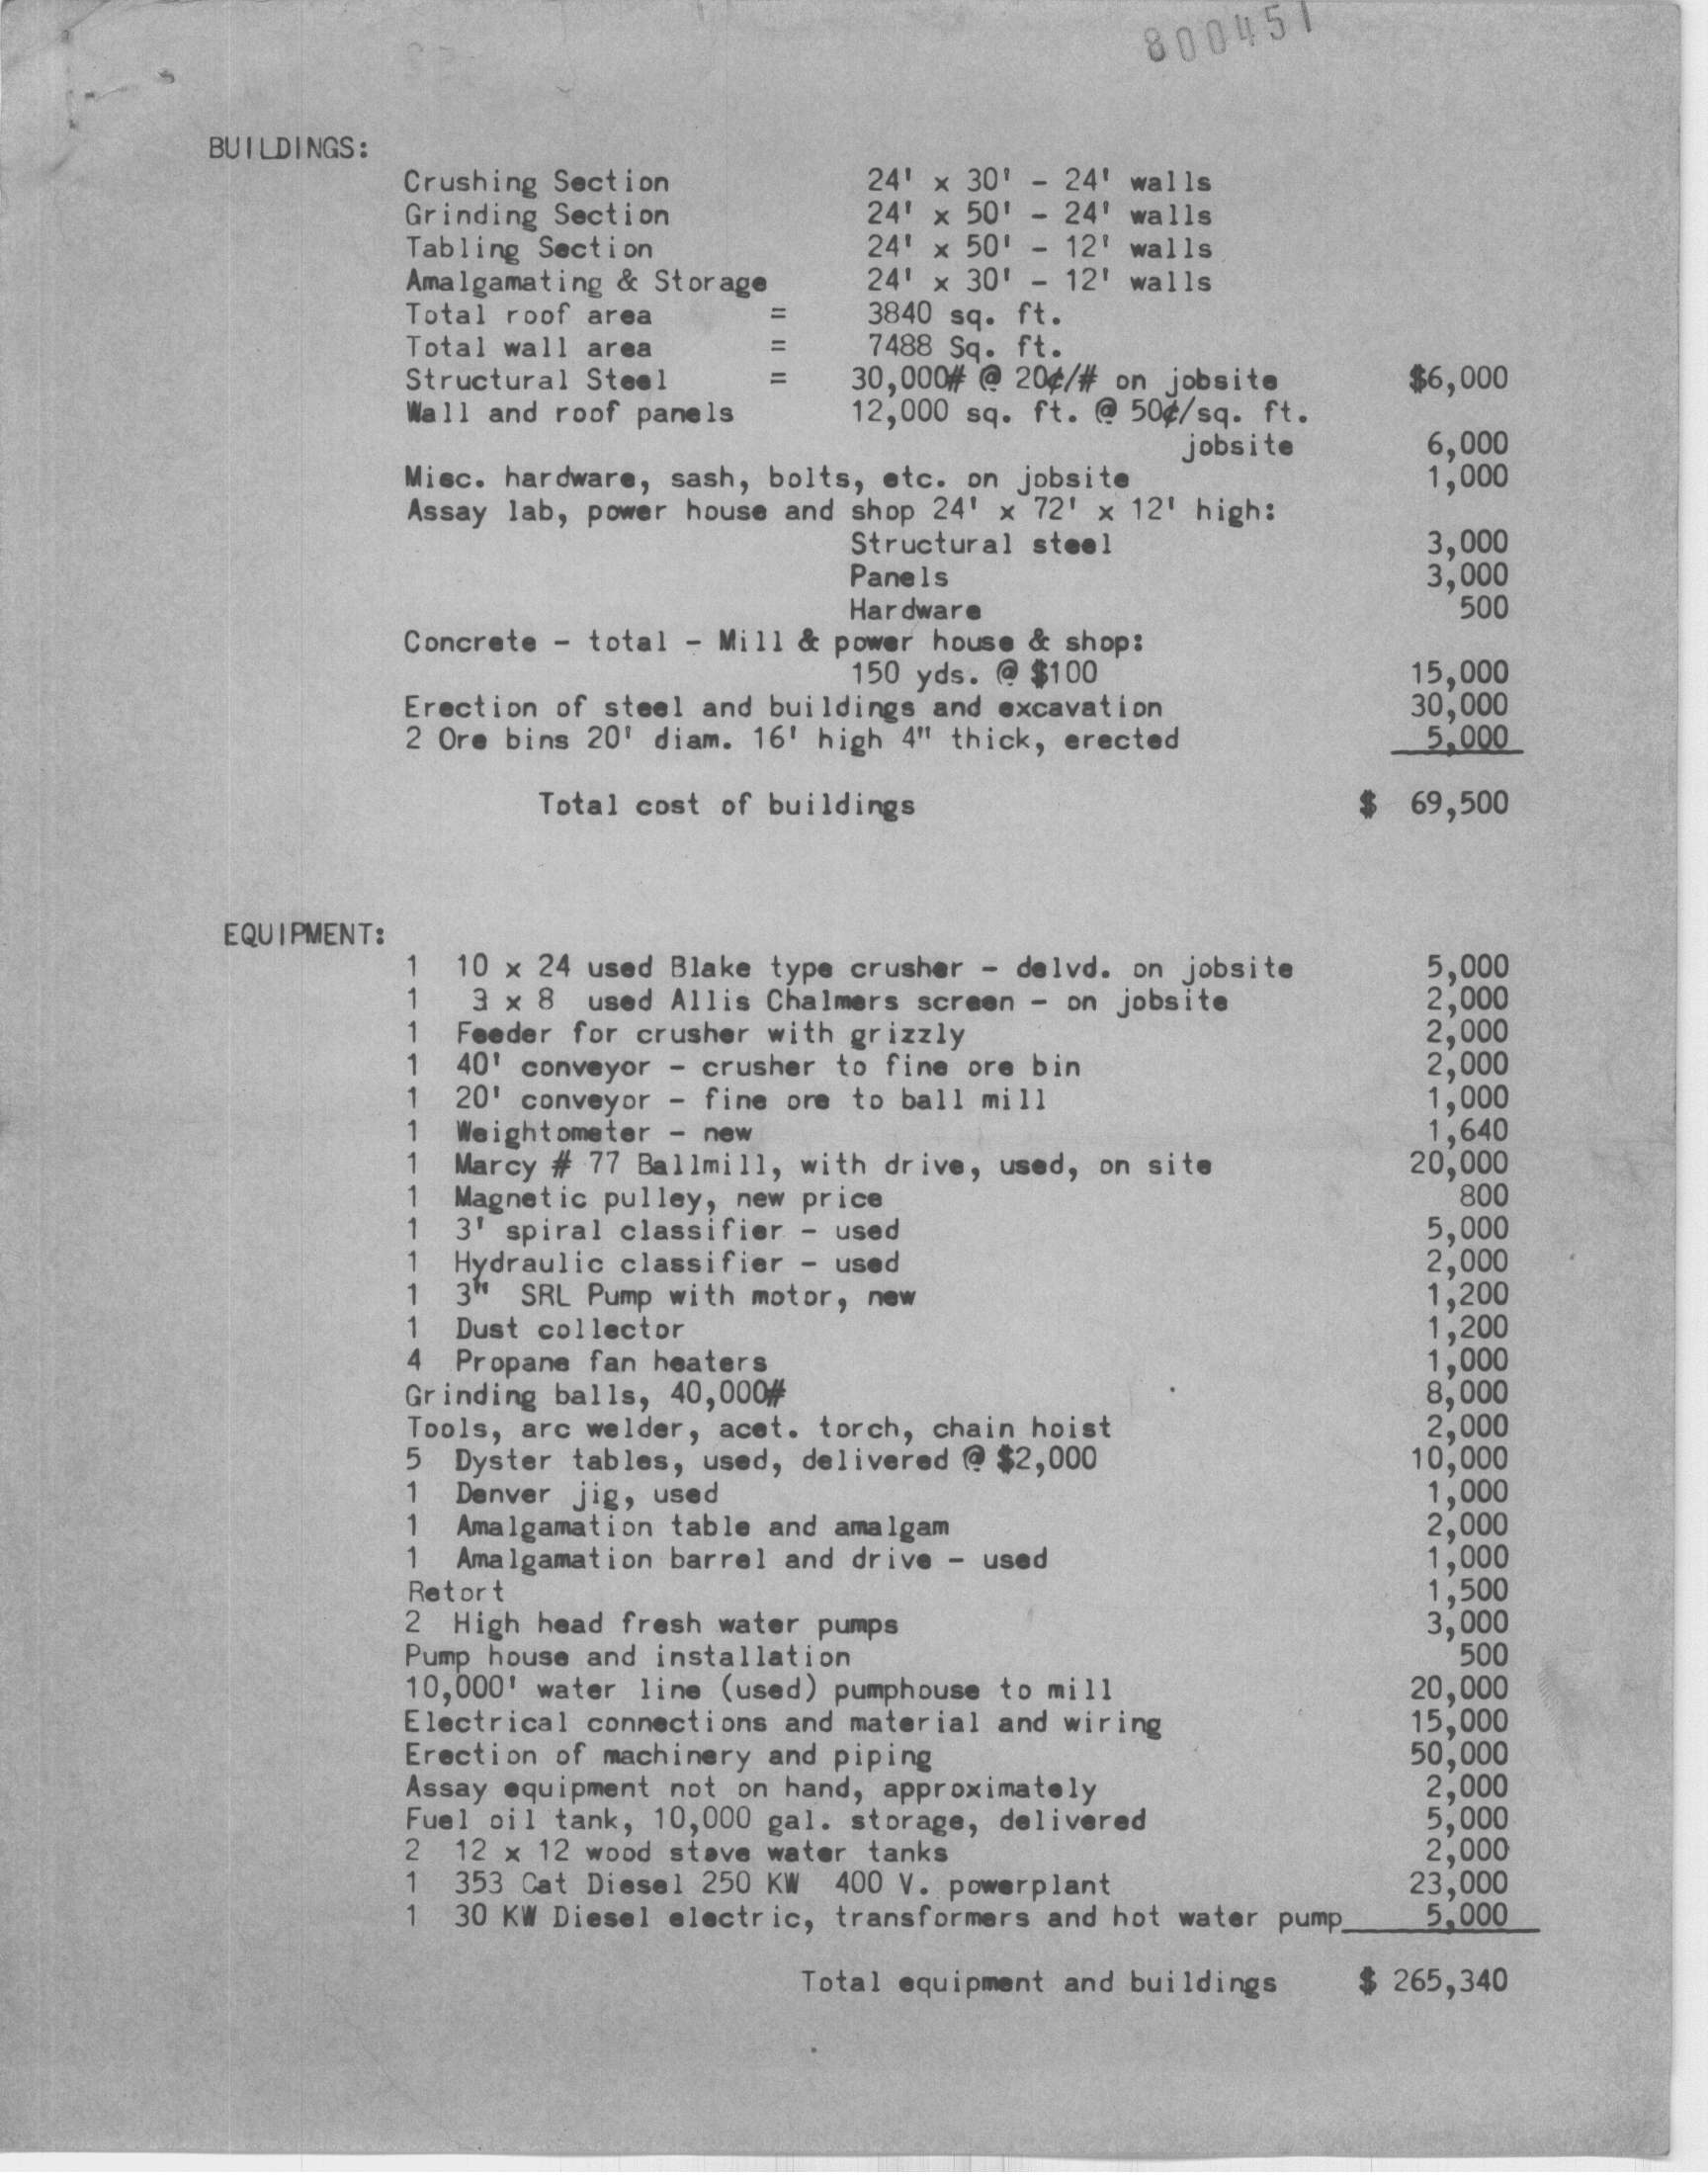 800451
BUILDINGS:
Crushing Section 24' x 30' - 24' walls
Grinding Section 24' x 50' - 24' walls
Tabling Section 24' x 50' - 12' walls
Amalgamating & Storage 24' x 30' - 12' walls
Total roof area = 3840 sq. ft.
Total wall area = 7488 Sq. ft.
Structural Steel = 30,000# @ 20¢/# on jobsite $6,000
Wall and roof panels 12,000 sq. ft. @ 50¢/sq. ft.
jobsite 6,000
Misc. hardware, sash, bolts, etc. on jobsite 1,000
Assay lab, power house and shop 24' x 72' x 12' high:
Structural steel 3,000
Panels 3,000
Hardware 500
Concrete - total - Mill & power house & shop:
150 yds. @ $100 15,000
Erection of steel and buildings and excavation 30,000
2 Ore bins 20' diam. 16' high 4" thick, erected 5,000
Total cost of buildings $ 69,500
EQUIPMENT:
1 10 x 24 used Blake type crusher - delvd. on jobsite 5,000
1 3 x 8 used Allis Chalmers screen - on jobsite 2,000
1 Feeder for crusher with grizzly 2,000
1 40' conveyor - crusher to fine ore bin 2,000
1 20' conveyor - fine ore to ball mill 1,000
1 Weightometer - new 1,640
1 Marcy # 77 Ballmill, with drive, used, on site 20,000
1 Magnetic pulley, new price 800
1 3' spiral classifier - used 5,000
1 Hydraulic classifier - used 2,000
1 3" SRL Pump with motor, new 1,200
1 Dust collector 1,200
4 Propane fan heaters 1,000
Grinding balls, 40,000# 8,000
Tools, arc welder, acet. torch, chain hoist 2,000
5 Dyster tables, used, delivered @ $2,000 10,000
1 Denver jig, used 1,000
1 Amalgamation table and amalgam 2,000
1 Amalgamation barrel and drive - used 1,000
Retort 1,500
2 High head fresh water pumps 3,000
Pump house and installation 500
10,000' water line (used) pumphouse to mill 20,000
Electrical connections and material and wiring 15,000
Erection of machinery and piping 50,000
Assay equipment not on hand, approximately 2,000
Fuel oil tank, 10,000 gal. storage, delivered 5,000
2 12 x 12 wood stave water tanks 2,000
1 353 Cat Diesel 250 KW 400 V. powerplant 23,000
1 30 KW Diesel electric, transformers and hot water pump 5,000
Total equipment and buildings $ 265,340